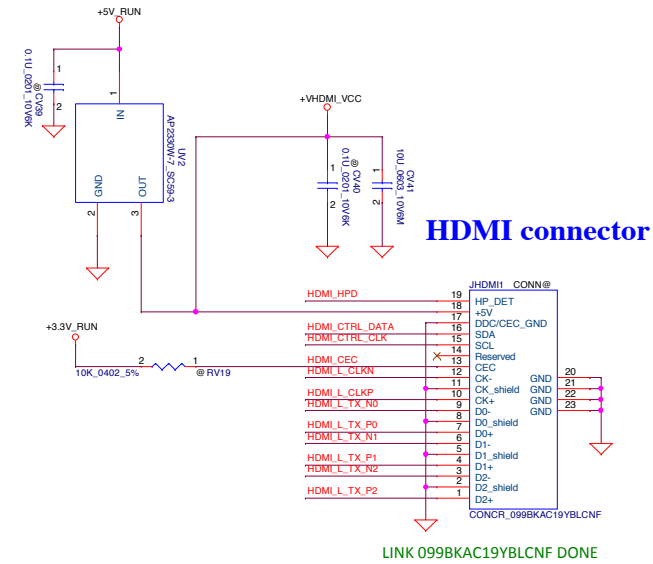 +5V_RUN
1
2
@ CV39
0.1U_0201_10V6K
1
IN
GND
OUT
2
3
UV2
AP2330W-7_SC59-3
+VHDMI_VCC
1
2
@ CV40
0.1U_0201_10V6K
1
2
CV41
10U_0603_10V6M
HDMI connector
JHDMI1 CONN@
HDMI_HPD 19 HP_DET
18 +5V
17 DDC/CEC_GND
HDMI_CTRL_DATA 16 SDA
HDMI_CTRL_CLK 15 SCL
14 Reserved
HDMI_CEC 13 CEC
HDMI_L_CLKN 12 CK- GND 20
11 CK_shield GND 21
HDMI_L_CLKP 10 CK+ GND 22
HDMI_L_TX_N0 9 D0- GND 23
8 D0_shield
HDMI_L_TX_P0 7 D0+
HDMI_L_TX_N1 6 D1-
5 D1_shield
HDMI_L_TX_P1 4 D1+
HDMI_L_TX_N2 3 D2-
2 D2_shield
HDMI_L_TX_P2 1 D2+
+3.3V_RUN
2 1
10K_0402_5% @ RV19
CONCR_099BKAC19YBLCNF
LINK 099BKAC19YBLCNF DONE